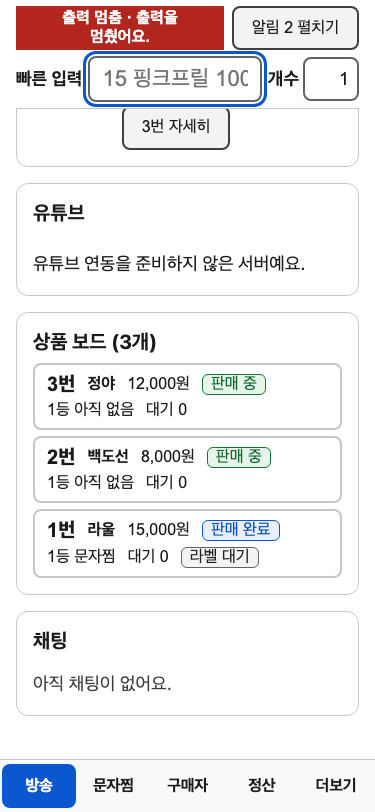 출력 멈춤 · 출력을
멈췄어요.
알림 2 펼치기
빠른 입력 15 핑크프릴 100 개수 1
3번 자세히
유튜브
유튜브 연동을 준비하지 않은 서버예요.
상품 보드 (3개)
3번 정야 12,000원 판매 중
1등 아직 없음 대기 0
2번 백도선 8,000원 판매 중
1등 아직 없음 대기 0
1번 라울 15,000원 판매 완료
1등 문자찜 대기 0 라벨 대기
채팅
아직 채팅이 없어요.
방송 문자찜 구매자 정산 더보기